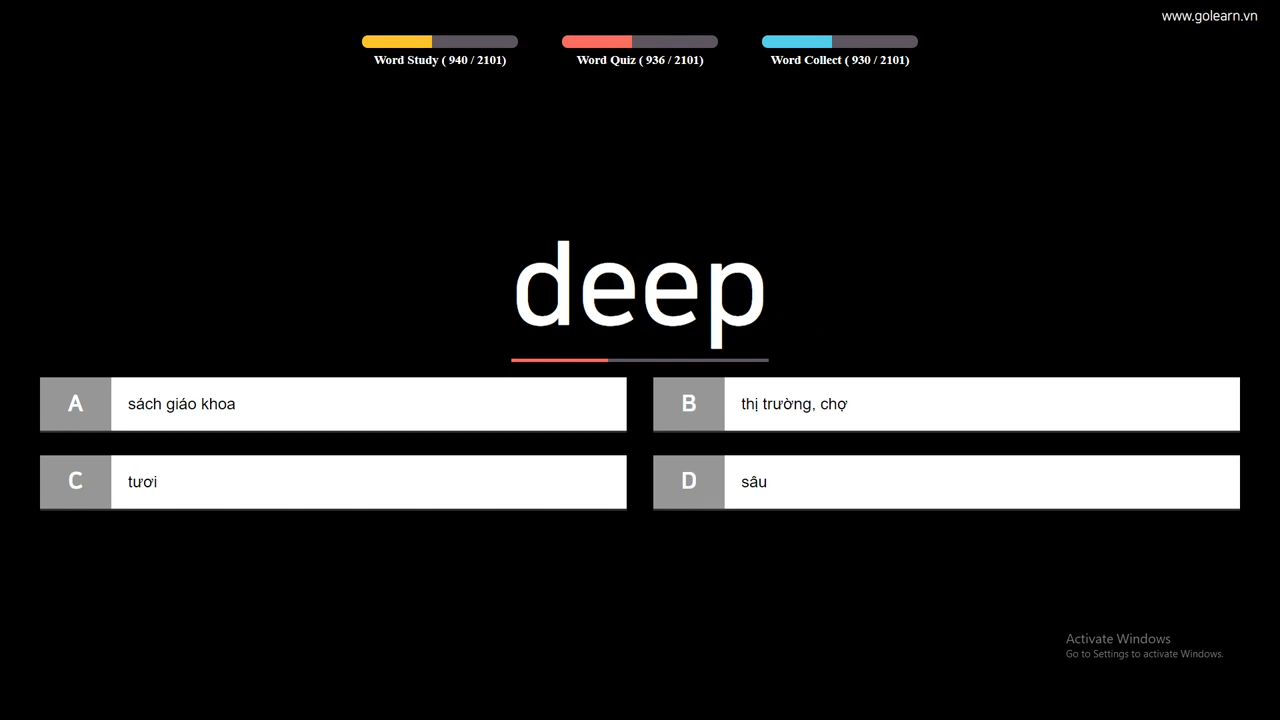 www.golearn.vn
Word Study ( 940 / 2101)
Word Quiz ( 936 / 2101)
Word Collect ( 930 / 2101)
deep
A sách giáo khoa
B thị trường, chợ
C tươi
D sâu
Activate Windows
Go to Settings to activate Windows.